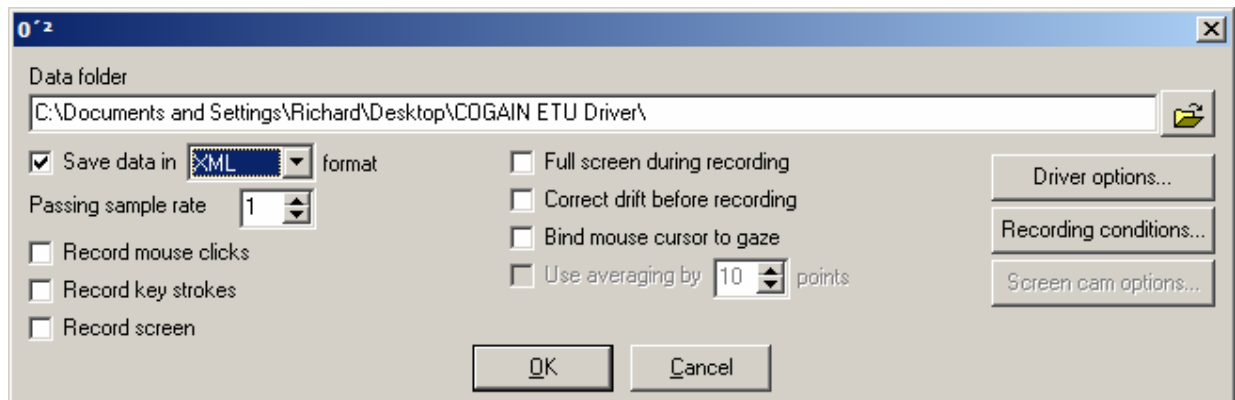 0´²
Data folder
C:\Documents and Settings\Richard\Desktop\COGAIN ETU Driver\
Save data in XML format
Passing sample rate 1
Record mouse clicks
Record key strokes
Record screen
Full screen during recording
Correct drift before recording
Bind mouse cursor to gaze
Use averaging by 10 points
Driver options...
Recording conditions...
Screen cam options...
OK Cancel